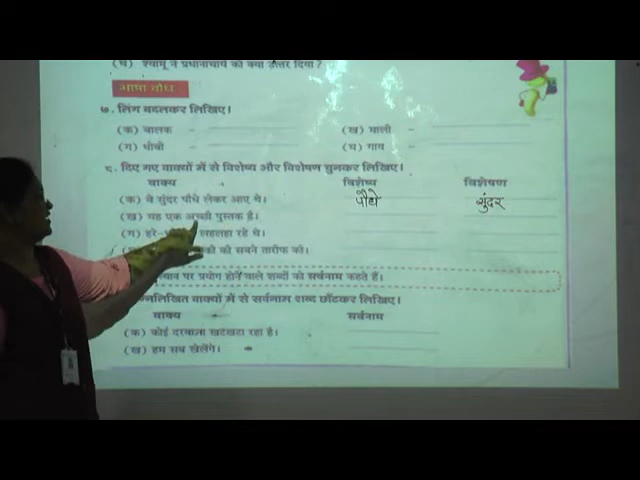 (घ) श्यामू ने प्रधानाचार्य को क्या उत्तर दिया?
भाषा बोध
७. लिंग बदलकर लिखिए।
(क) बालक - (ख) माली -
(ग) धोबी - (घ) गाय -
८. दिए गए वाक्यों में से विशेष्य और विशेषण चुनकर लिखिए।
वाक्य विशेष्य विशेषण
(क) वे सुंदर पौधे लेकर आए थे। पौधे सुंदर
(ख) यह एक अच्छी पुस्तक है।
(ग) हरे- लहलहा रहे थे।
की सबने तारीफ की।
स्थान पर प्रयोग होने वाले शब्दों को सर्वनाम कहते हैं।
म्नलिखित वाक्यों में से सर्वनाम शब्द छाँटकर लिखिए।
वाक्य सर्वनाम
(क) कोई दरवाजा खटखटा रहा है।
(ख) हम सब खेलेंगे।